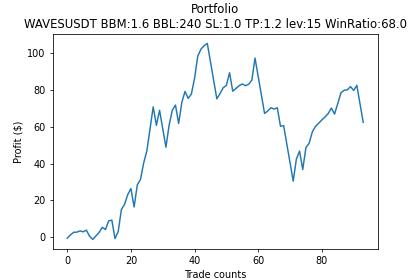 Portfolio
WAVESUSDT BBM:1.6 BBL:240 SL:1.0 TP:1.2 lev:15 WinRatio:68.0
100
80
60
40
20
0
Profit ($)
0 20 40 60 80
Trade counts